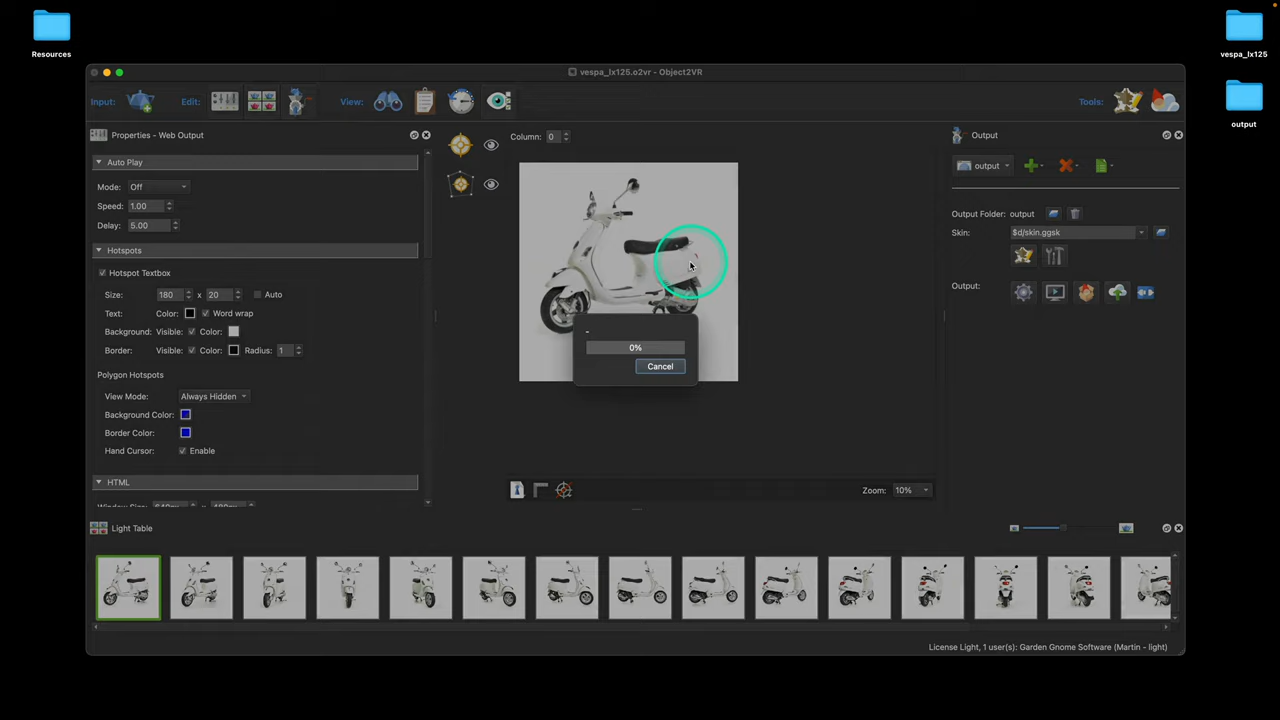 Resources
vespa_lx125
output
vespa_lx125.o2vr - Object2VR
Input:
Edit:
View:
Tools:
Properties - Web Output
Auto Play
Mode: Off
Speed: 1.00
Delay: 5.00
Hotspots
Hotspot Textbox
Size: 180 x 20 Auto
Text: Color: Word wrap
Background: Visible: Color:
Border: Visible: Color: Radius: 1
Polygon Hotspots
View Mode: Always Hidden
Background Color:
Border Color:
Hand Cursor: Enable
HTML
Window Size: 640px x 480px
Column: 0
-
0%
Cancel
Zoom: 10%
Output
output
Output Folder: output
Skin: $d/skin.ggsk
Output:
Light Table
License Light, 1 user(s): Garden Gnome Software (Martin - light)